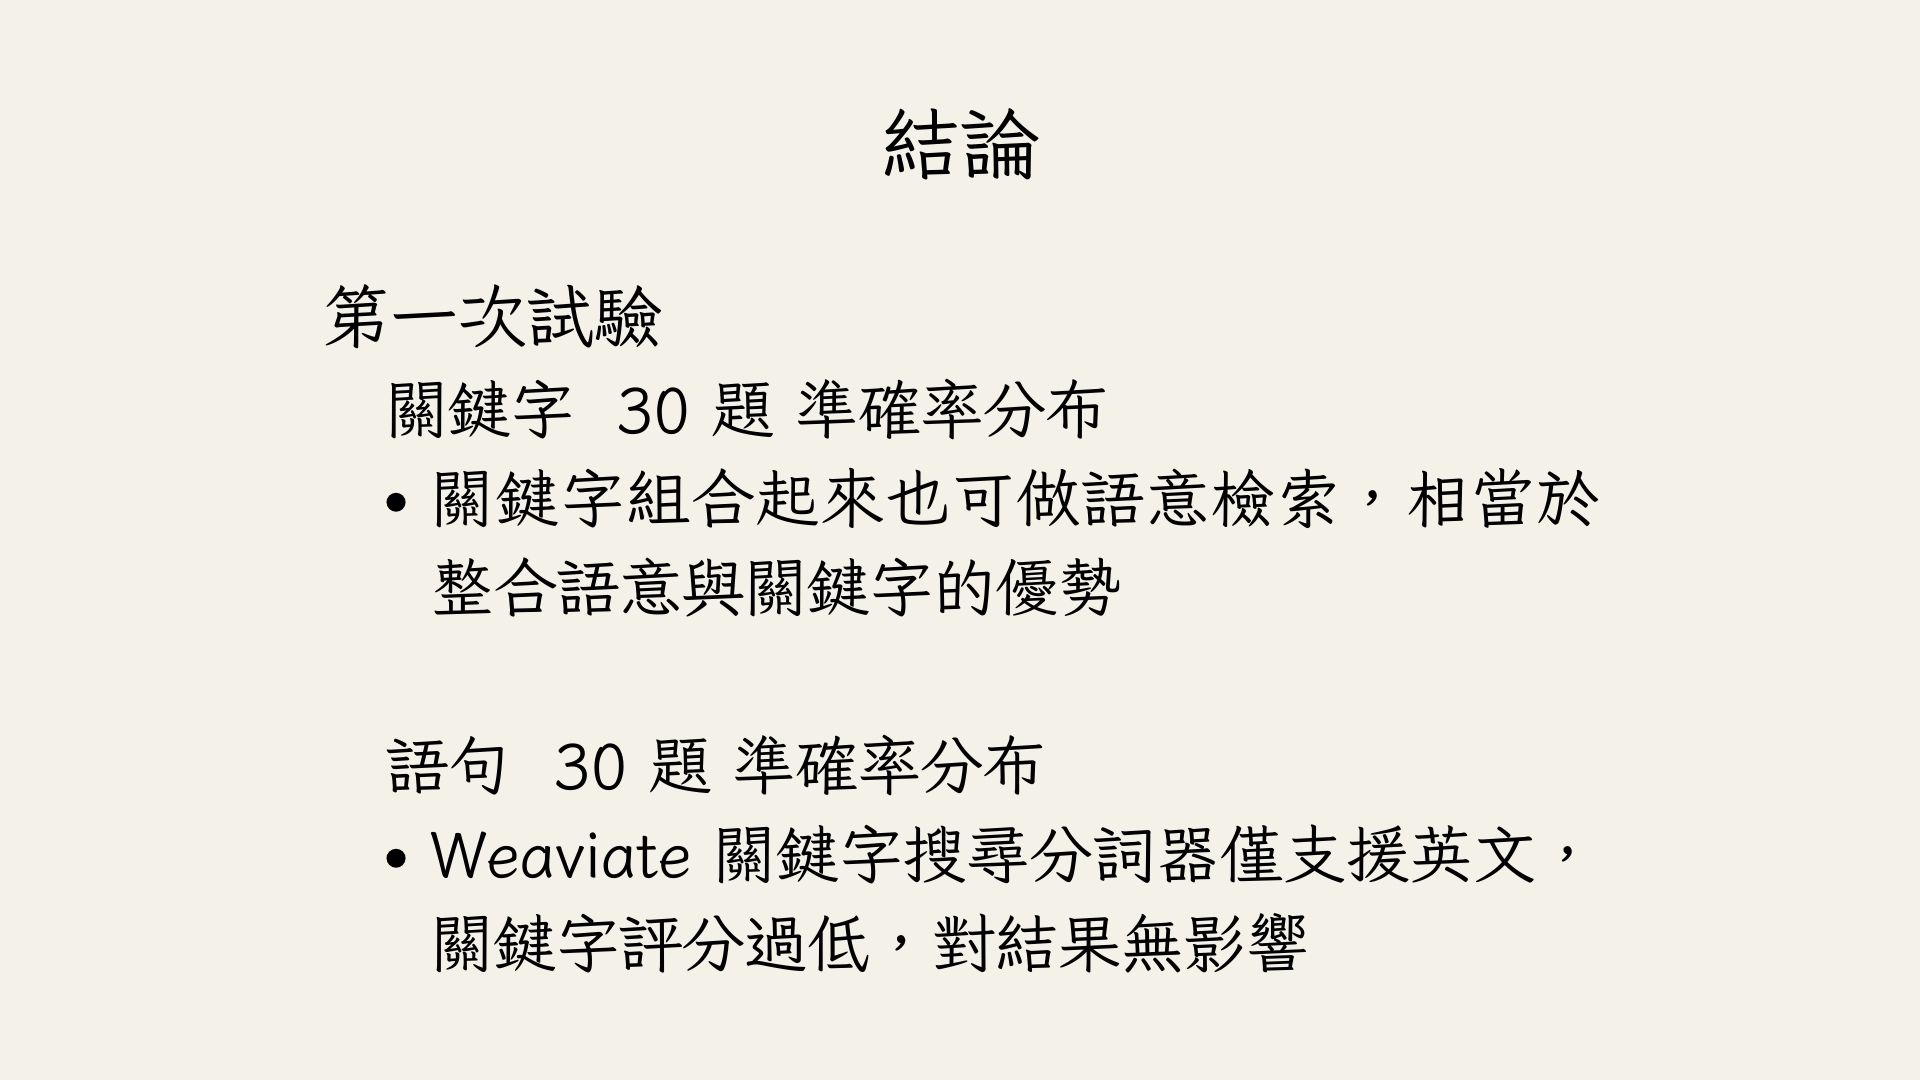 結論
第一次試驗
關鍵字 30 題 準確率分布
• 關鍵字組合起來也可做語意檢索，相當於
整合語意與關鍵字的優勢
語句 30 題 準確率分布
• Weaviate 關鍵字搜尋分詞器僅支援英文，
關鍵字評分過低，對結果無影響